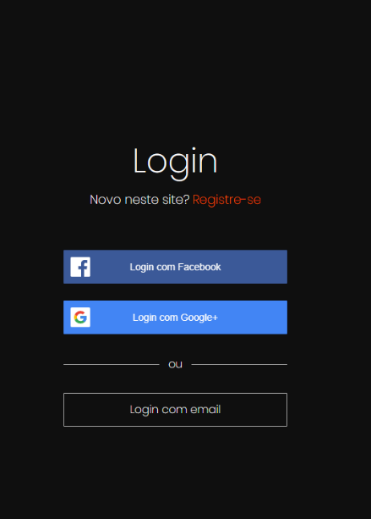 Login
Novo neste site? Registre-se
Login com Facebook
Login com Google+
ou
Login com email